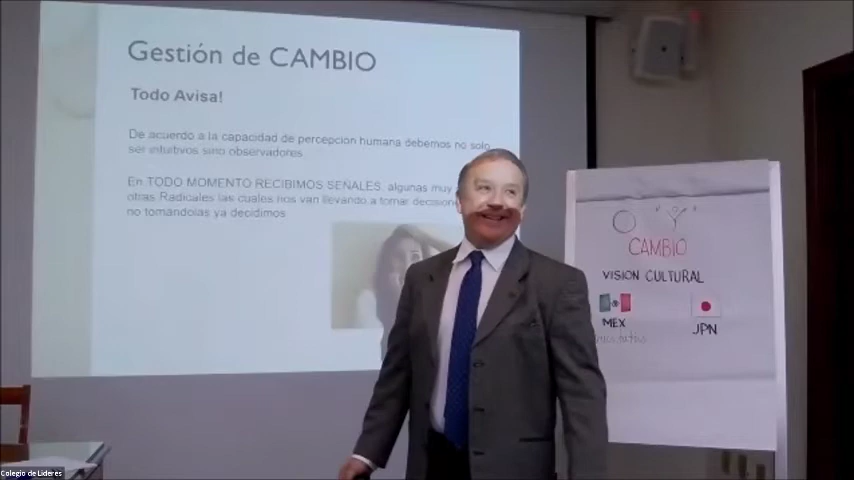 Gestión de CAMBIO
Todo Avisa!
De acuerdo a la capacidad de percepcion humana debemos no solo
ser intuitivos sino observadores.
En TODO MOMENTO RECIBIMOS SEÑALES, algunas muy
otras Radicales las cuales nos van llevando a tomar decision
no tomandolas ya decidimos
CAMBIO
VISION CULTURAL
MEX
JPN
Colegio de Lideres